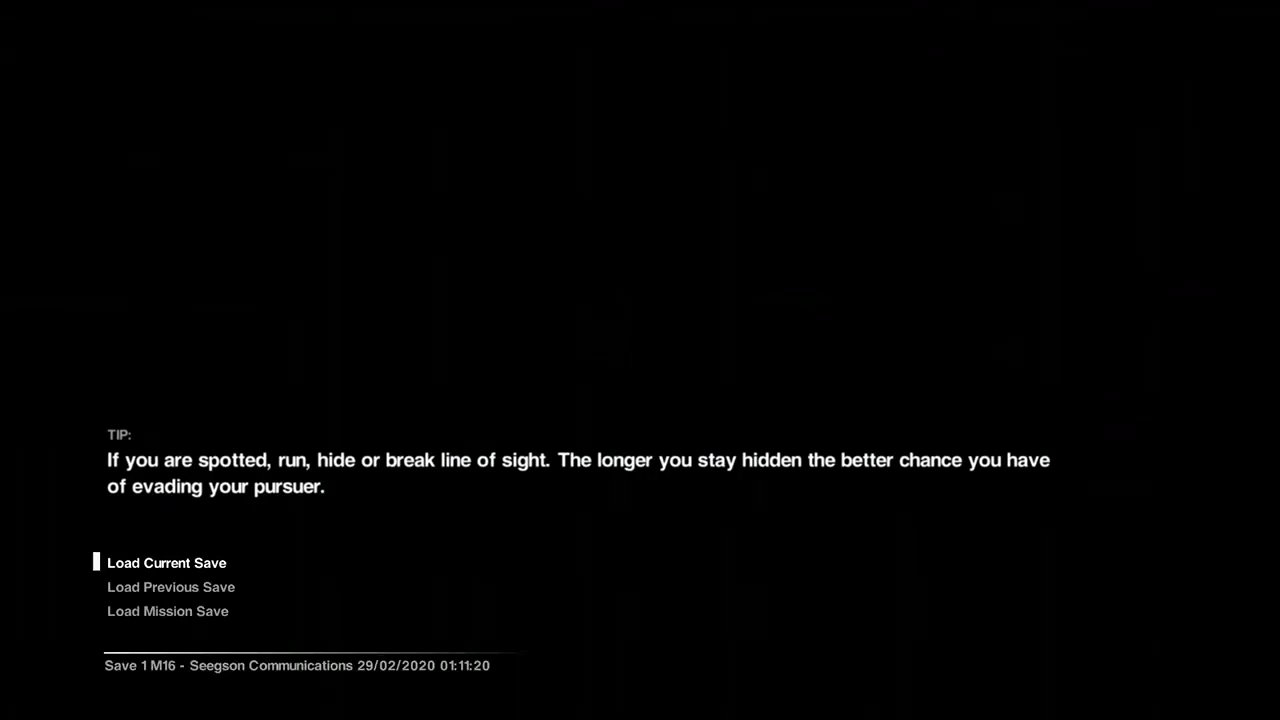 TIP:
If you are spotted, run, hide or break line of sight. The longer you stay hidden the better chance you have
of evading your pursuer.
Load Current Save
Load Previous Save
Load Mission Save
Save 1 M16 - Seegson Communications 29/02/2020 01:11:20